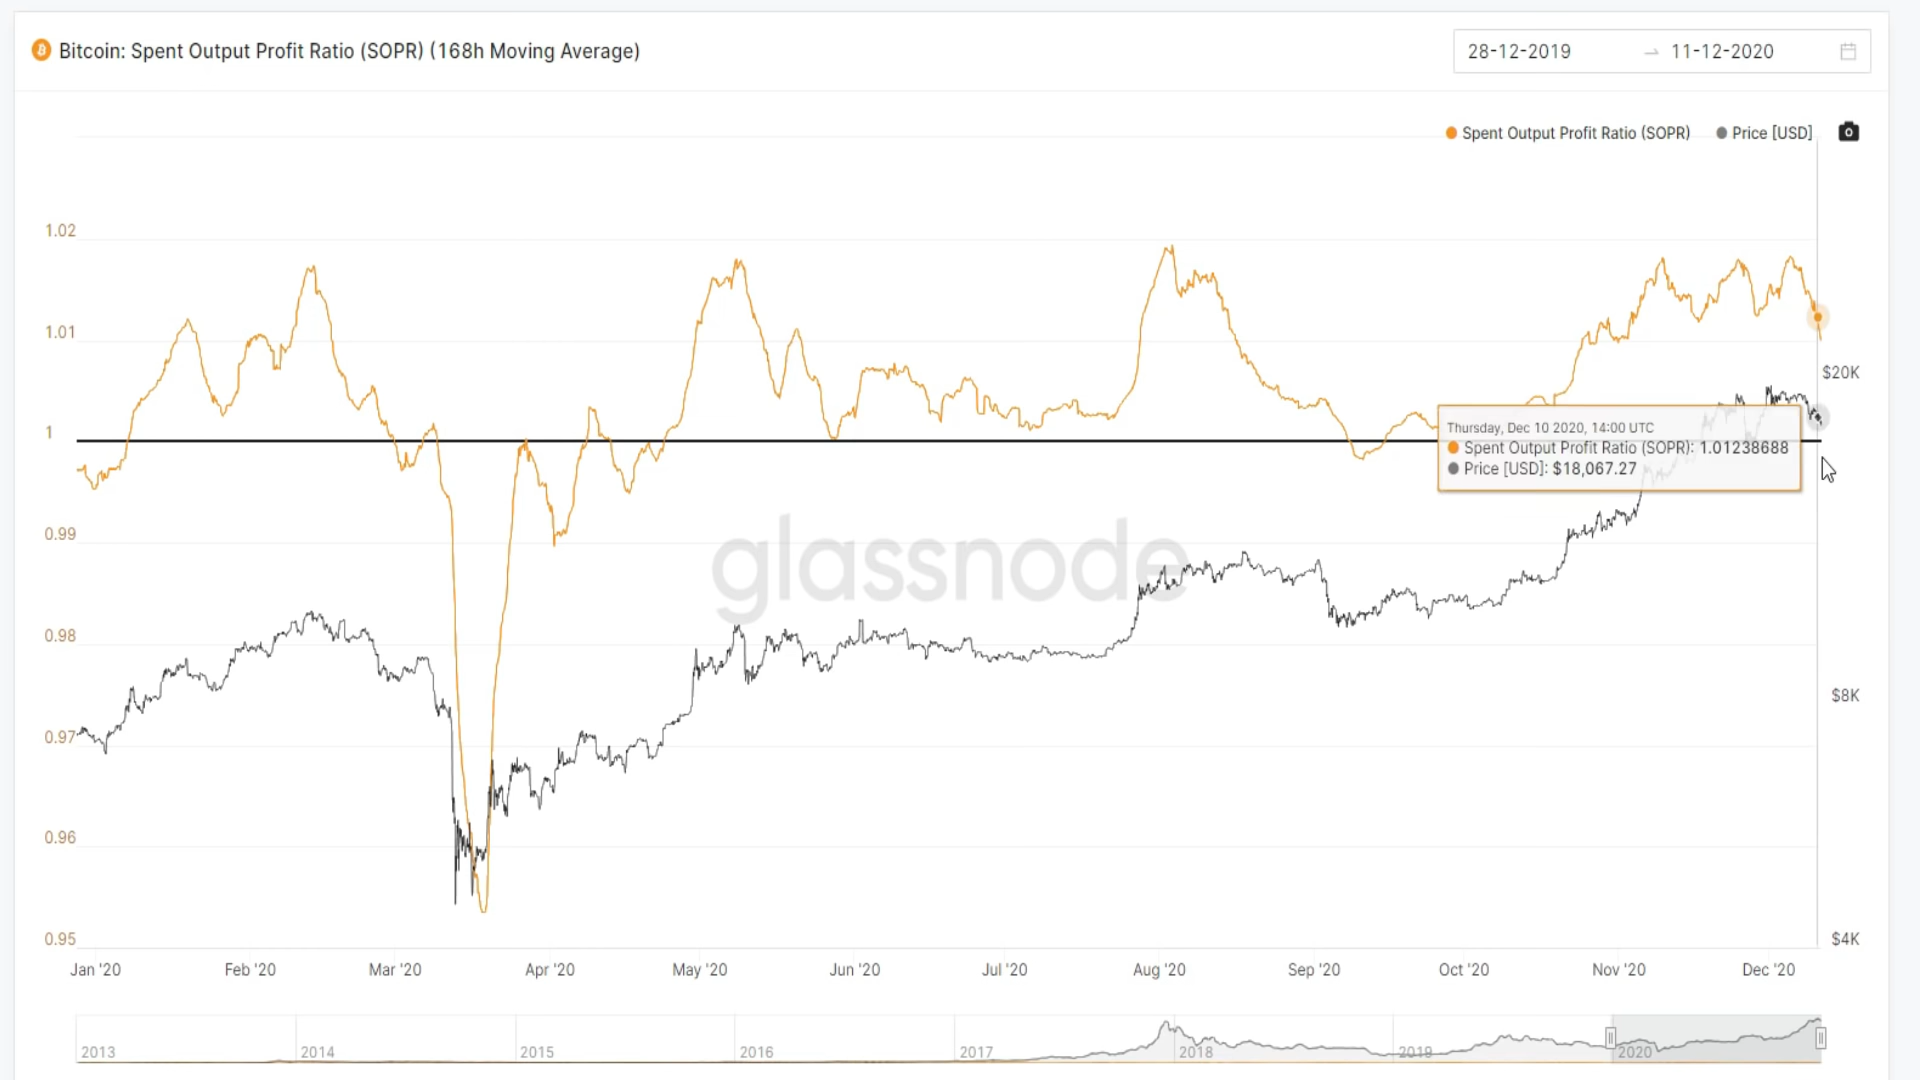 Bitcoin: Spent Output Profit Ratio (SOPR) (168h Moving Average)
28-12-2019 → 11-12-2020
Spent Output Profit Ratio (SOPR) Price [USD]
1.02
1.01
1
0.99
0.98
0.97
0.96
0.95
$20K
$8K
$4K
Thursday, Dec 10 2020, 14:00 UTC
Spent Output Profit Ratio (SOPR): 1.01238688
Price [USD]: $18,067.27
glassnode
Jan '20 Feb '20 Mar '20 Apr '20 May '20 Jun '20 Jul '20 Aug '20 Sep '20 Oct '20 Nov '20 Dec '20
2013 2014 2015 2016 2017 2018 2019 2020